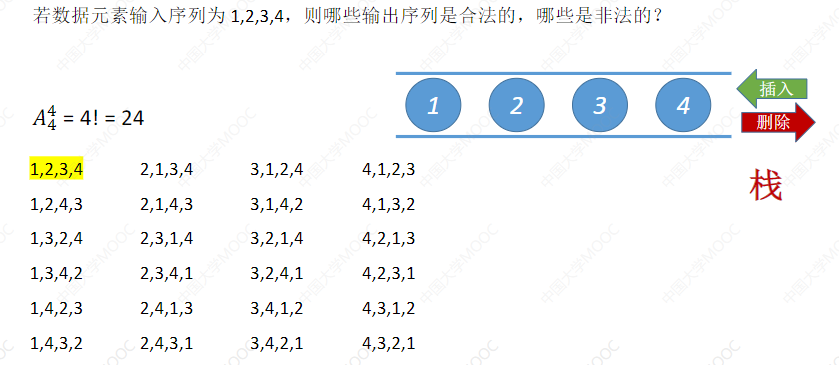 若数据元素输入序列为 1,2,3,4，则哪些输出序列是合法的，哪些是非法的？
1 2 3 4
插入
删除
栈
A₄⁴ = 4! = 24
1,2,3,4 2,1,3,4 3,1,2,4 4,1,2,3
1,2,4,3 2,1,4,3 3,1,4,2 4,1,3,2
1,3,2,4 2,3,1,4 3,2,1,4 4,2,1,3
1,3,4,2 2,3,4,1 3,2,4,1 4,2,3,1
1,4,2,3 2,4,1,3 3,4,1,2 4,3,1,2
1,4,3,2 2,4,3,1 3,4,2,1 4,3,2,1
中国大学MOOC